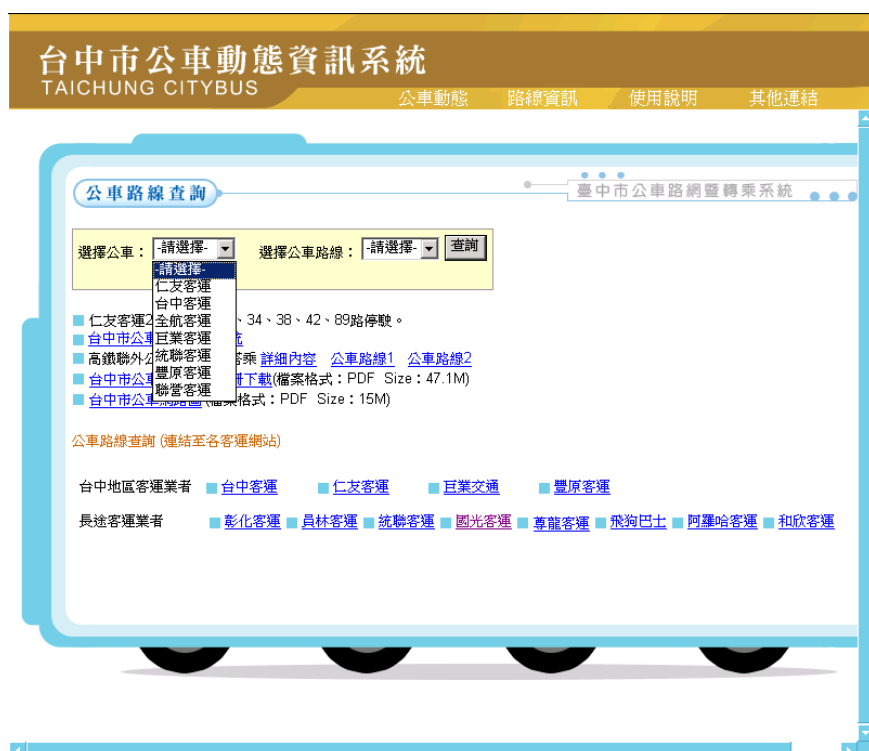 台中市公車動態資訊系統
TAICHUNG CITYBUS
公車動態 路線資訊 使用說明 其他連結
公車路線查詢
臺中市公車路網暨轉乘系統
選擇公車： -請選擇- 選擇公車路線： -請選擇- 查詢
-請選擇-
仁友客運
台中客運
全航客運
巨業客運
統聯客運
豐原客運
聯營客運
仁友客運2 、34、38、42、89路停駛。
台中市公車
高鐵聯外公 搭乘 詳細內容 公車路線1 公車路線2
台中市公車 冊下載(檔案格式：PDF Size：47.1M)
台中市公車網路圖(檔案格式：PDF Size：15M)
公車路線查詢 (連結至各客運網站)
台中地區客運業者 台中客運 仁友客運 巨業交通 豐原客運
長途客運業者 彰化客運 員林客運 統聯客運 國光客運 尊龍客運 飛狗巴士 阿羅哈客運 和欣客運